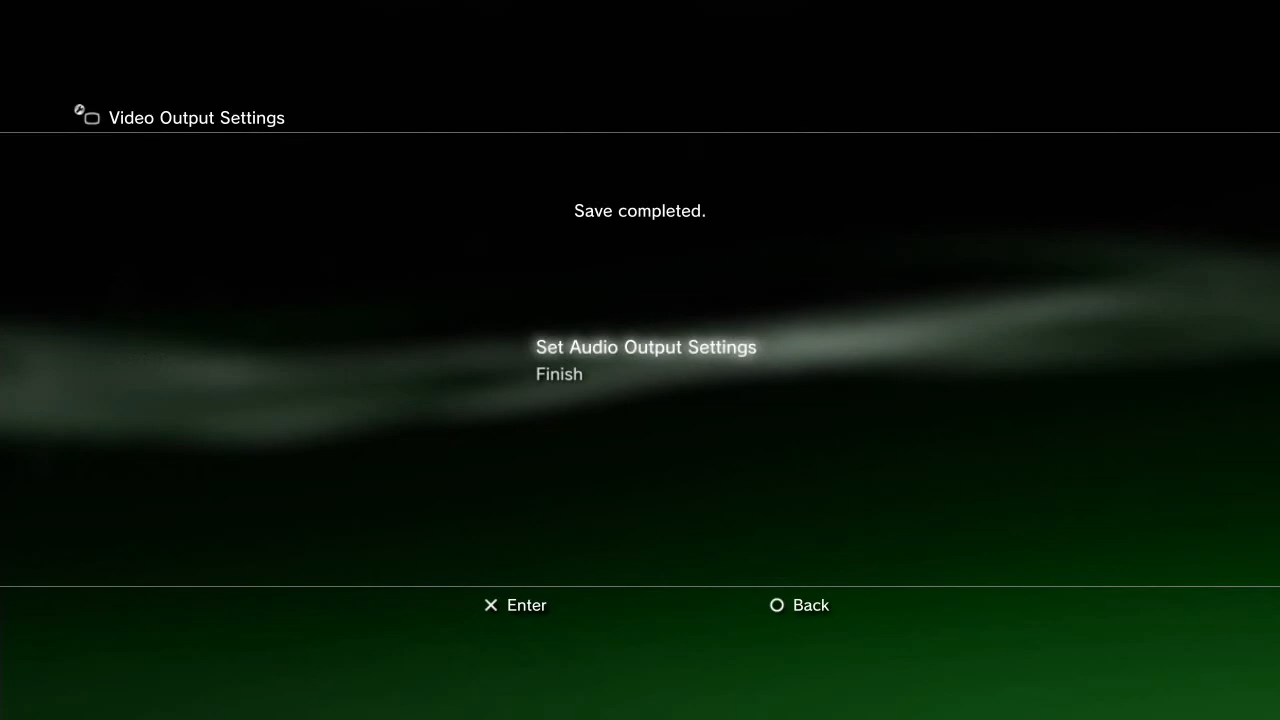 Video Output Settings
Save completed.
Set Audio Output Settings
Finish
Enter
Back